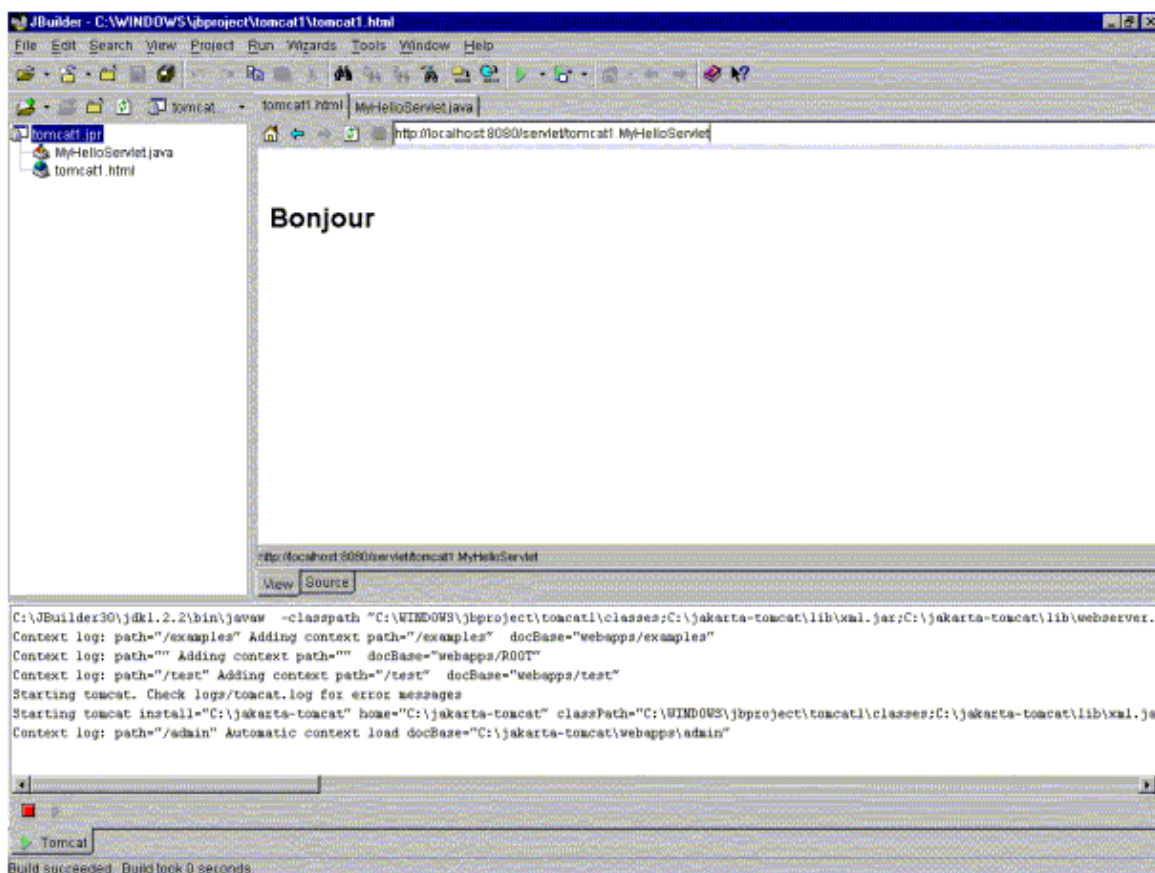 JBuilder - C:\WINDOWS\jbproject\tomcat1\tomcat1.html
File Edit Search View Project Run Wizards Tools Window Help
tomcat
tomcat1.html MyHelloServlet.java
tomcat1.jpr
http://localhost:8080/servlet/tomcat1.MyHelloServlet
MyHelloServlet.java
tomcat1.html
Bonjour
http://localhost:8080/servlet/tomcat1.MyHelloServlet
View Source
C:\JBuilder30\jdk1.2.2\bin\javaw -classpath "C:\WINDOWS\jbproject\tomcat1\classes;C:\jakarta-tomcat\lib\xml.jar;C:\jakarta-tomcat\lib\webserver.
Context log: path="/examples" Adding context path="/examples" docBase="webapps/examples"
Context log: path="" Adding context path="" docBase="webapps/ROOT"
Context log: path="/test" Adding context path="/test" docBase="webapps/test"
Starting tomcat. Check logs/tomcat.log for error messages
Starting tomcat install="C:\jakarta-tomcat" home="C:\jakarta-tomcat" classPath="C:\WINDOWS\jbproject\tomcat1\classes;C:\jakarta-tomcat\lib\xml.ja
Context log: path="/admin" Automatic context load docBase="C:\jakarta-tomcat\webapps\admin"
Tomcat
Build succeeded. Build took 0 seconds.